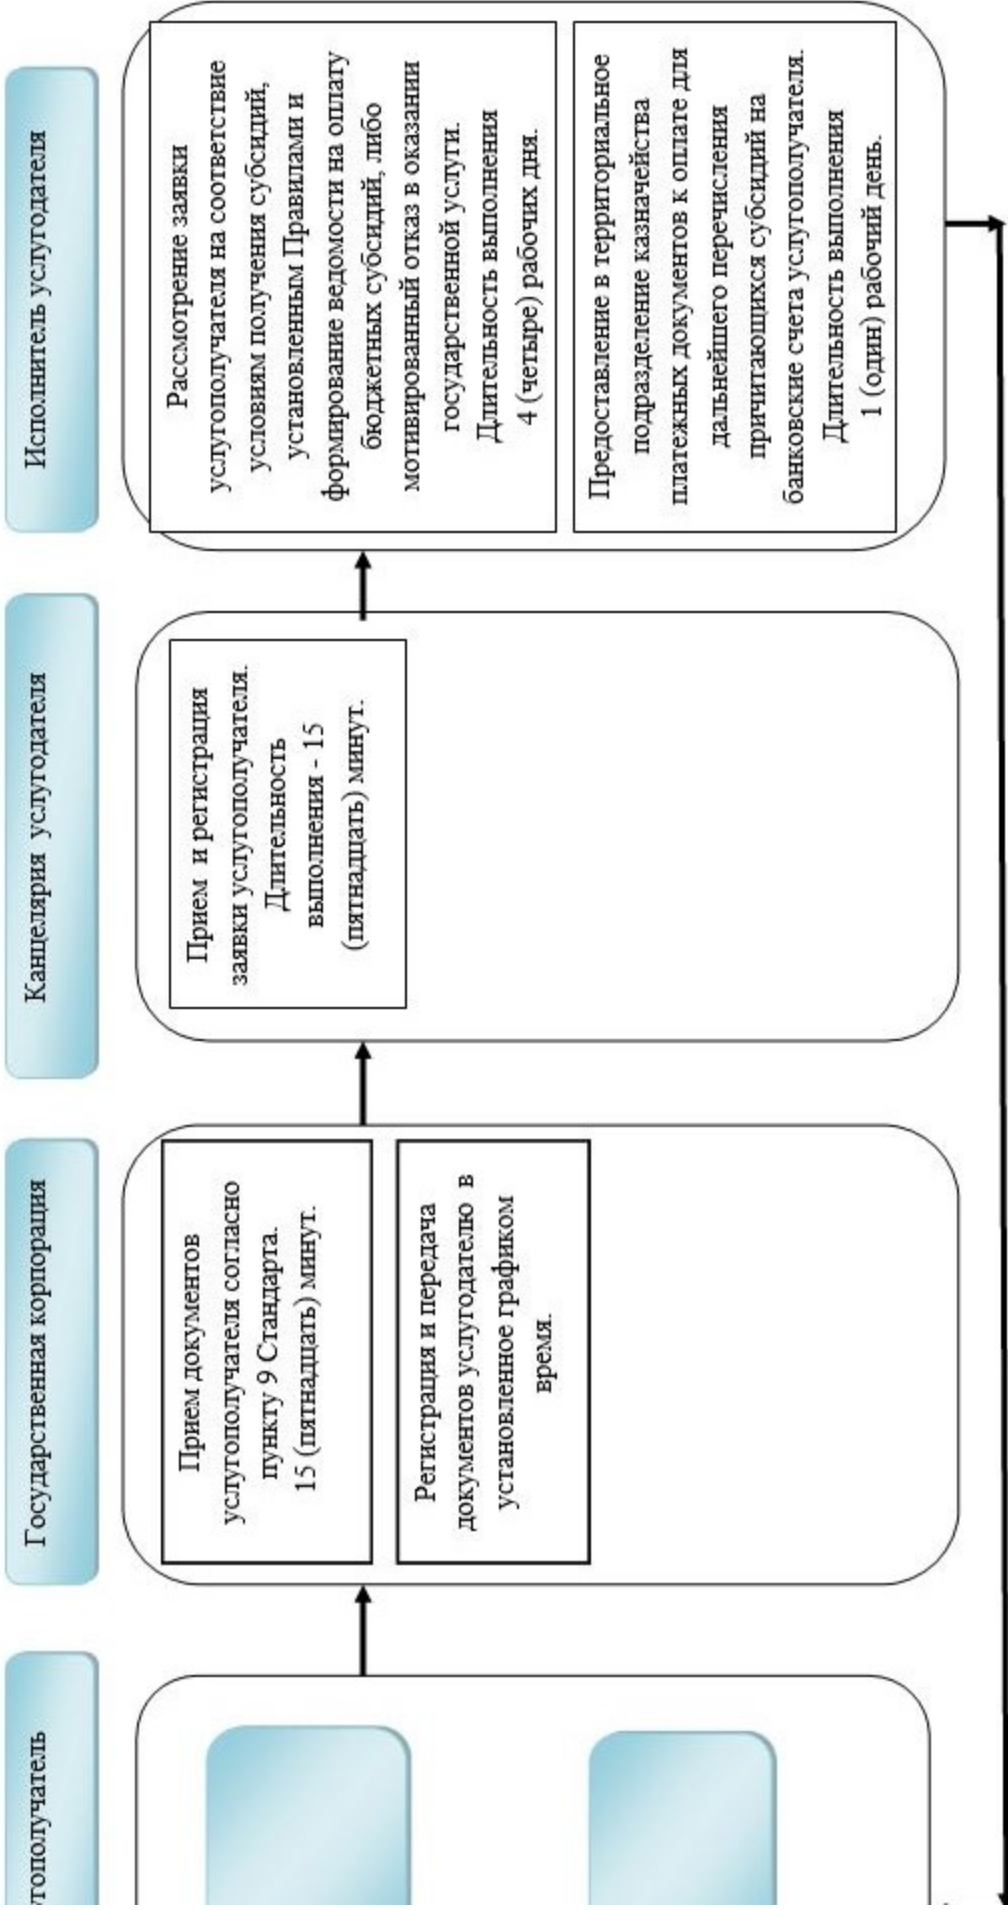 угополучатель
Государственная корпорация
Прием документов
услугополучателя согласно
пункту 9 Стандарта.
15 (пятнадцать) минут.
Регистрация и передача
документов услугодателю в
установленное графиком
время.
Канцелярия услугодателя
Прием и регистрация
заявки услугополучателя.
Длительность
выполнения - 15
(пятнадцать) минут.
Исполнитель услугодателя
Рассмотрение заявки
услугополучателя на соответствие
условиям получения субсидий,
установленным Правилами и
формирование ведомости на оплату
бюджетных субсидий, либо
мотивированный отказ в оказании
государственной услуги.
Длительность выполнения
4 (четыре) рабочих дня.
Предоставление в территориальное
подразделение казначейства
платежных документов к оплате для
дальнейшего перечисления
причитающихся субсидий на
банковские счета услугополучателя.
Длительность выполнения
1 (один) рабочий день.